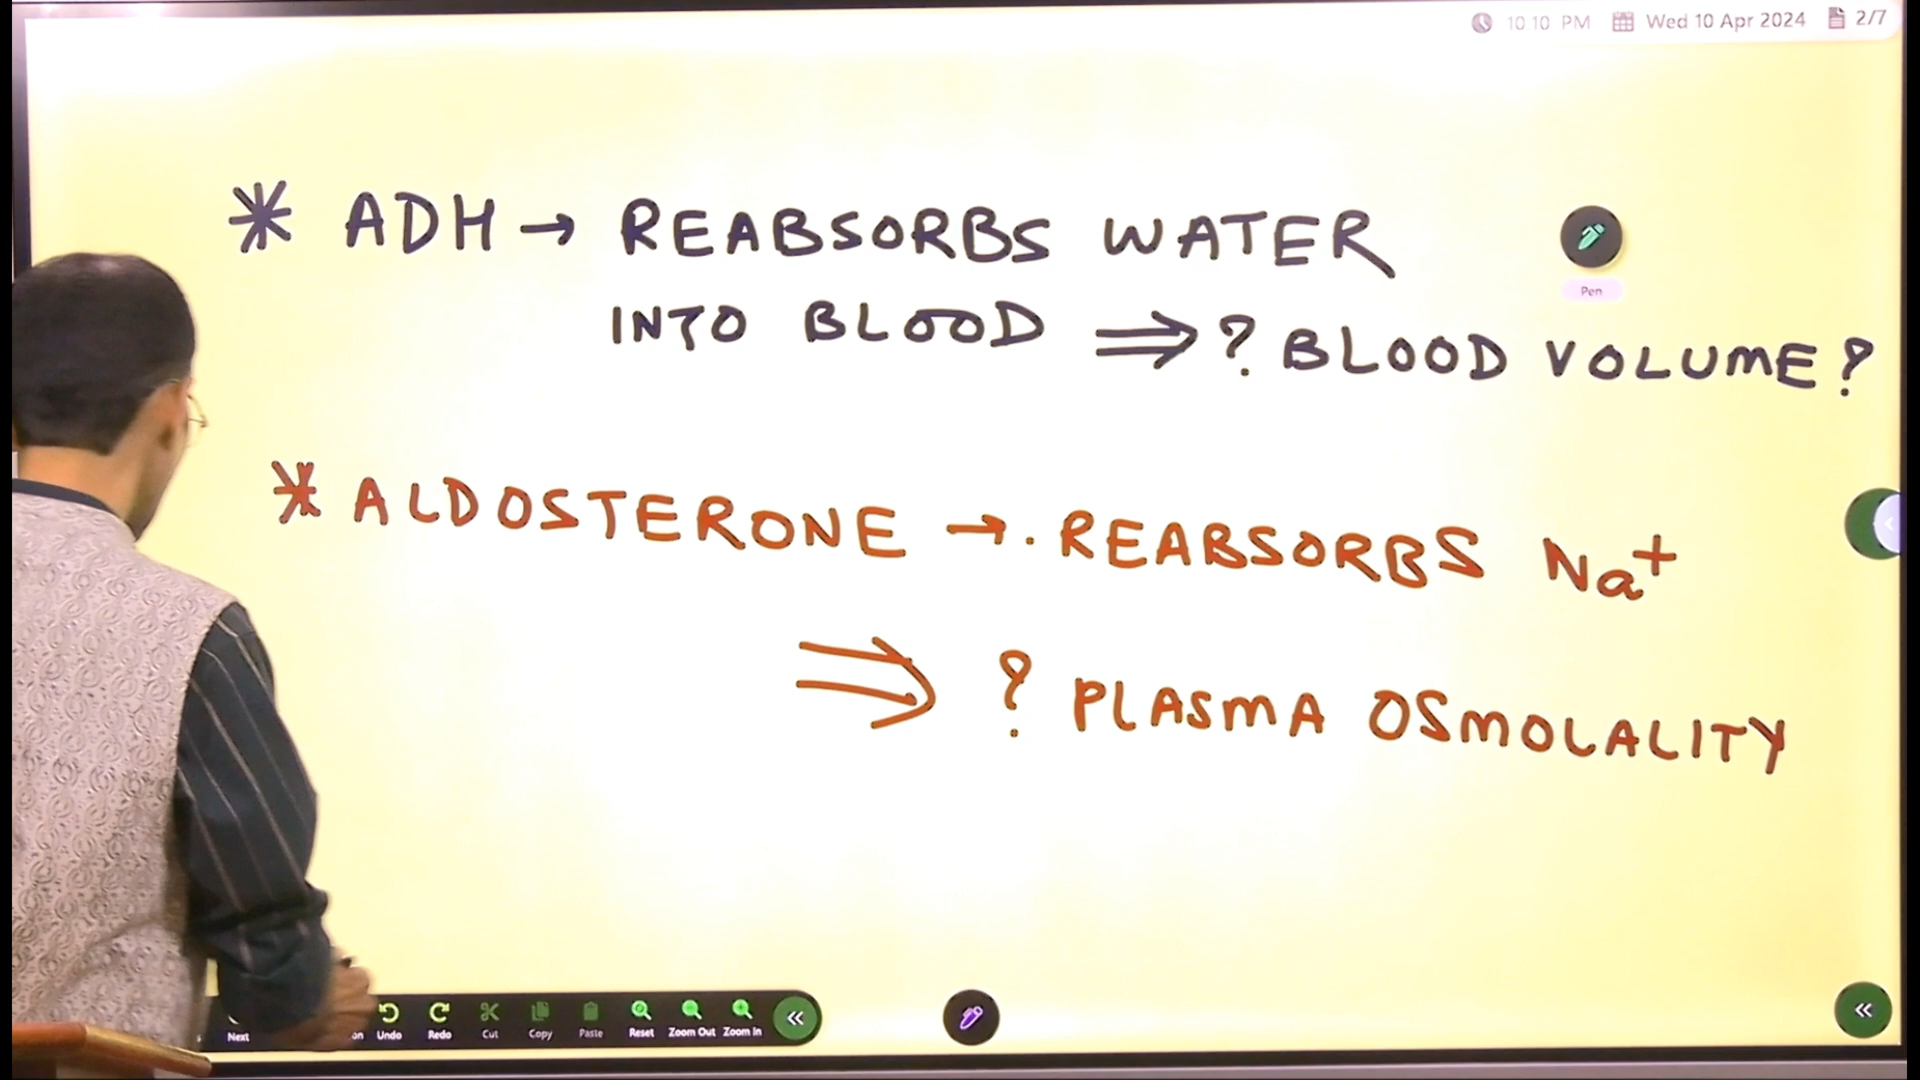 10 10 PM Wed 10 Apr 2024 2/7
* ADH → REABSORBS WATER
Pen
INTO BLOOD ⇒ ? BLOOD VOLUME ?
* ALDOSTERONE →. REABSORBS Na⁺
⇒ ? PLASMA OSMOLALITY
Next Undo Redo Cut Copy Paste Reset Zoom Out Zoom In